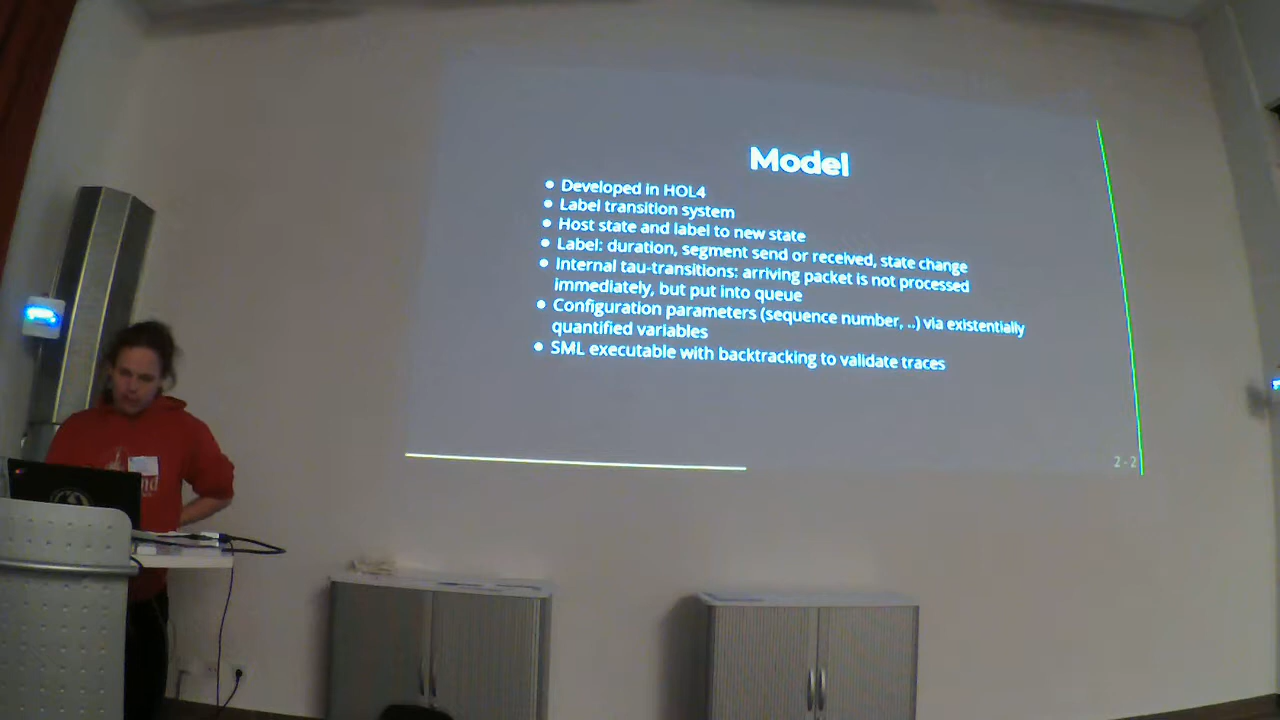 Model
Developed in HOL4
Label transition system
Host state and label to new state
Label: duration, segment send or received, state change
Internal tau-transitions: arriving packet is not processed
immediately, but put into queue
Configuration parameters (sequence number, ..) via existentially
quantified variables
SML executable with backtracking to validate traces
2 - 2